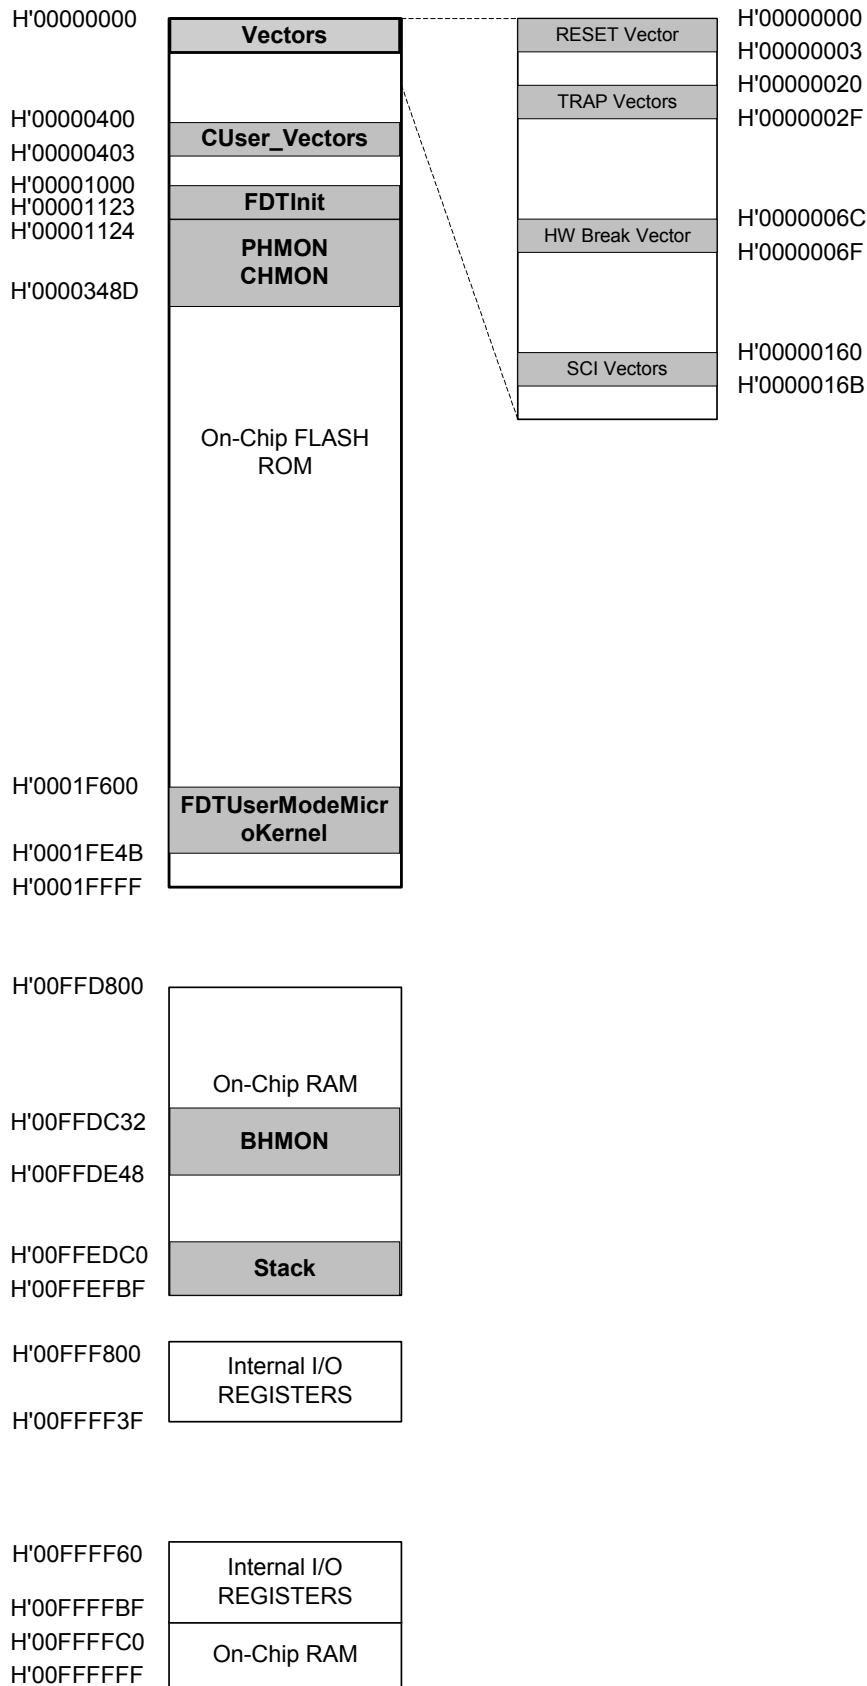 H'00000000
Vectors
H'00000400
CUser_Vectors
H'00000403
H'00001000
FDTInit
H'00001123
H'00001124
PHMON
CHMON
H'0000348D
On-Chip FLASH
ROM
H'0001F600
FDTUserModeMicr
oKernel
H'0001FE4B
H'0001FFFF
RESET Vector
H'00000000
H'00000003
H'00000020
TRAP Vectors
H'0000002F
H'0000006C
HW Break Vector
H'0000006F
H'00000160
SCI Vectors
H'0000016B
H'00FFD800
On-Chip RAM
H'00FFDC32
BHMON
H'00FFDE48
H'00FFEDC0
Stack
H'00FFEFBF
H'00FFF800
Internal I/O
REGISTERS
H'00FFFF3F
H'00FFFF60
Internal I/O
REGISTERS
H'00FFFFBF
H'00FFFFC0
On-Chip RAM
H'00FFFFFF